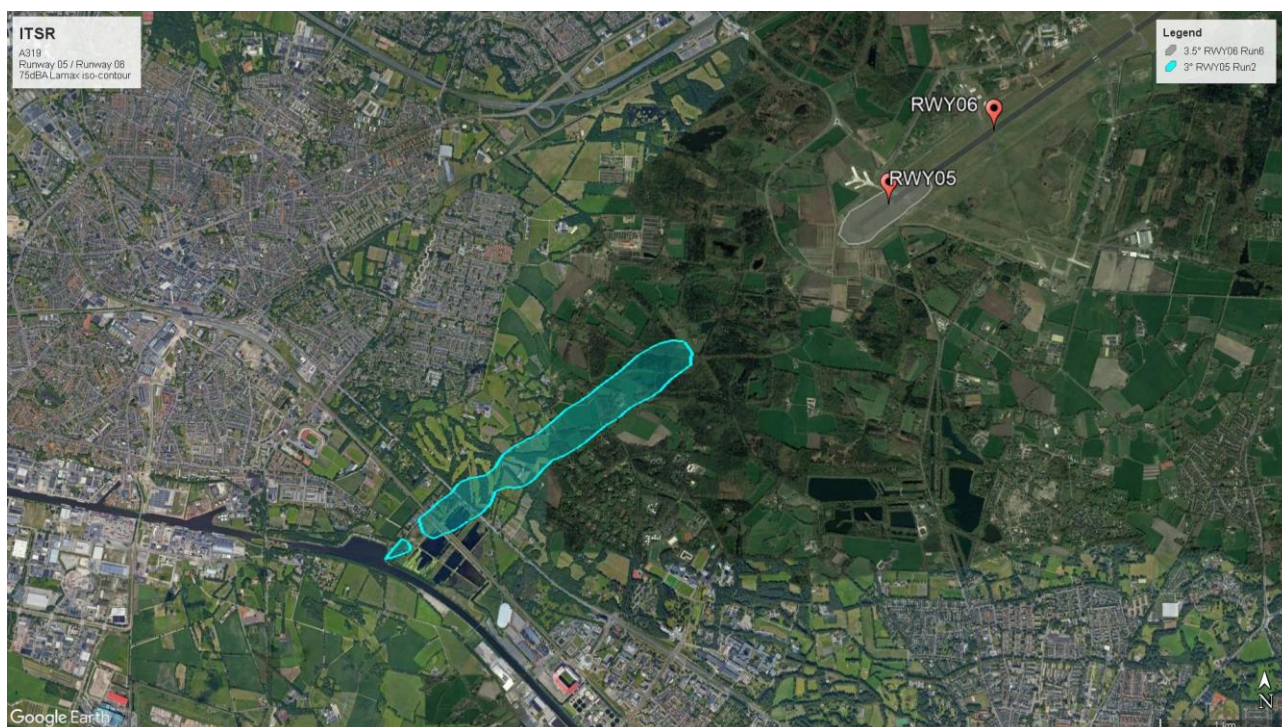 ITSR
A319
Runway 05 / Runway 06
75dBA Lamax iso-contour
Legend
3.5° RWY06 Run6
3° RWY05 Run2
RWY06
RWY05
N
Google Earth